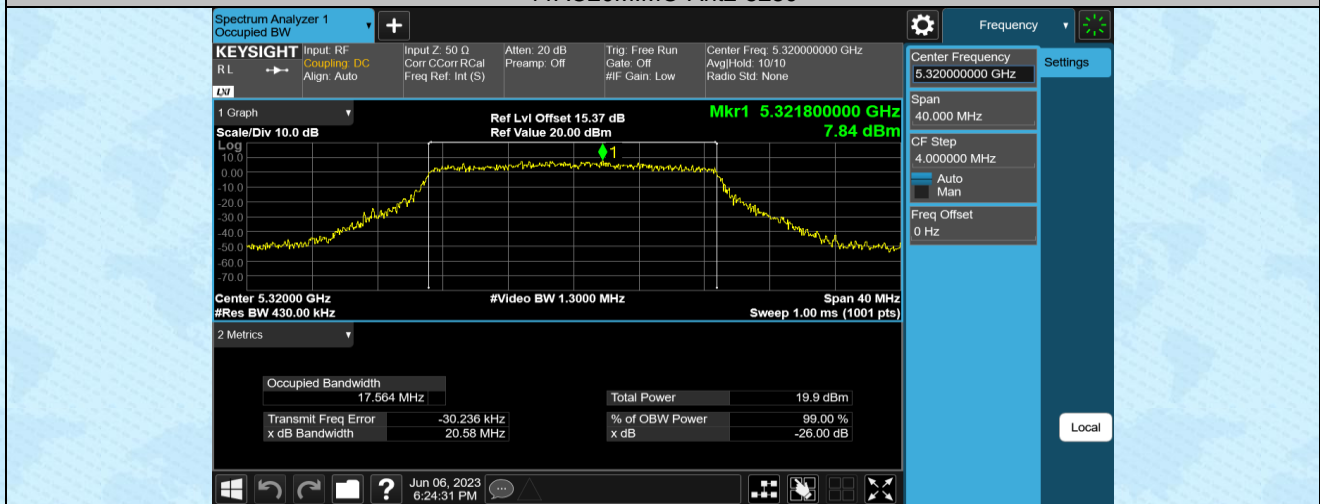 Spectrum Analyzer 1
Occupied BW
Frequency
KEYSIGHT
R L
LXI
Input: RF
Coupling: DC
Align: Auto
Input Z: 50 Ω
Corr CCorr RCal
Freq Ref: Int (S)
Atten: 20 dB
Preamp: Off
Trig: Free Run
Gate: Off
#IF Gain: Low
Center Freq: 5.320000000 GHz
Avg|Hold: 10/10
Radio Std: None
Center Frequency
5.320000000 GHz
Settings
Span
40.000 MHz
CF Step
4.000000 MHz
Auto
Man
Freq Offset
0 Hz
1 Graph
Scale/Div 10.0 dB
Ref Lvl Offset 15.37 dB
Ref Value 20.00 dBm
Mkr1 5.321800000 GHz
7.84 dBm
Log
10.0
0.00
-10.0
-20.0
-30.0
-40.0
-50.0
-60.0
-70.0
1
Center 5.32000 GHz
#Res BW 430.00 kHz
#Video BW 1.3000 MHz
Span 40 MHz
Sweep 1.00 ms (1001 pts)
2 Metrics
Occupied Bandwidth
17.564 MHz
Transmit Freq Error -30.236 kHz
x dB Bandwidth 20.58 MHz
Total Power 19.9 dBm
% of OBW Power 99.00 %
x dB -26.00 dB
Local
?
Jun 06, 2023
6:24:31 PM